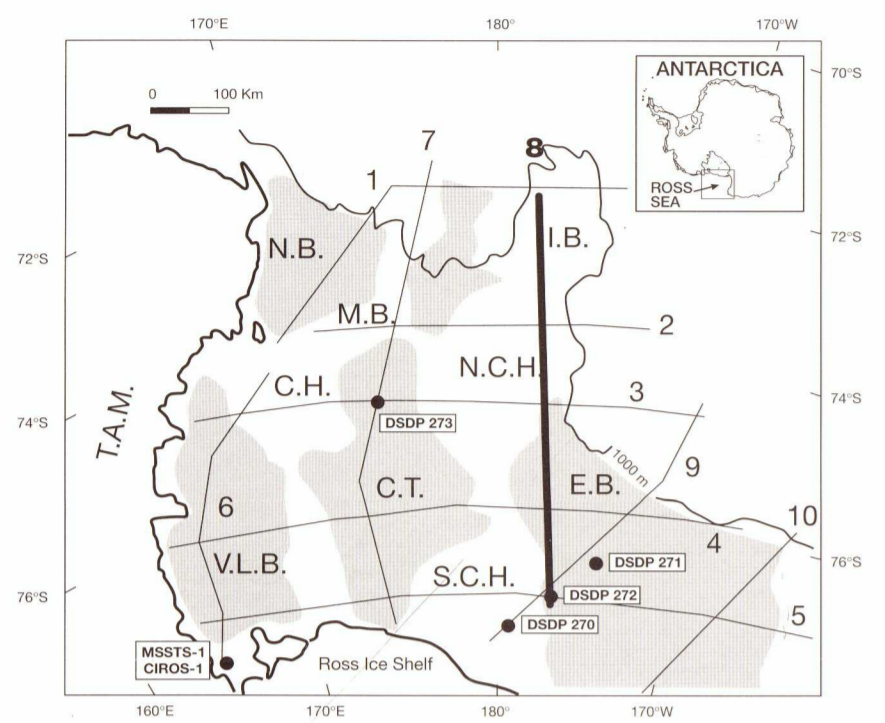 170°E
180°
170°W
70°S
ANTARCTICA
ROSS
SEA
0
100 Km
7
8
1
I.B.
N.B.
72°S
72°S
M.B.
2
N.C.H.
C.H.
3
74°S
T.A.M.
DSDP 273
74°S
1000 m
9
C.T.
E.B.
6
10
4
V.L.B.
DSDP 271
76°S
S.C.H.
76°S
DSDP 272
5
DSDP 270
MSSTS-1
CIROS-1
Ross Ice Shelf
160°E
170°E
180°
170°W